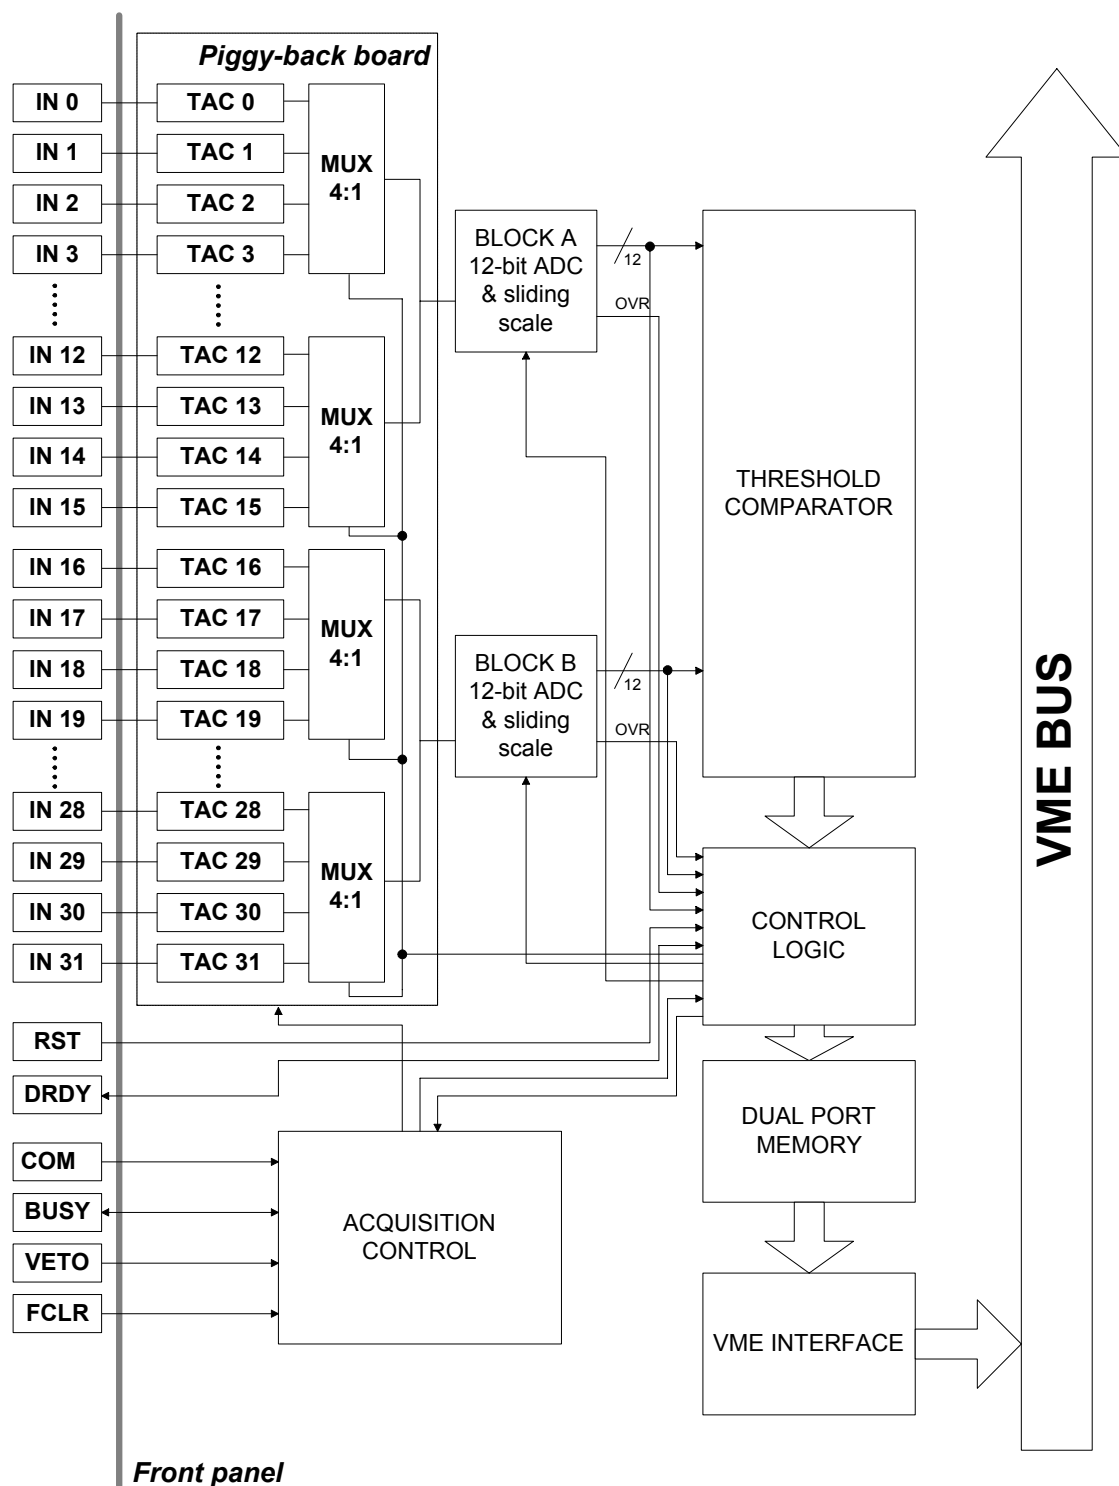 Piggy-back board
IN 0
TAC 0
IN 1
TAC 1
MUX
4:1
IN 2
TAC 2
IN 3
TAC 3
BLOCK A
12-bit ADC
& sliding
scale
12
OVR
IN 12
TAC 12
IN 13
TAC 13
MUX
4:1
IN 14
TAC 14
IN 15
TAC 15
THRESHOLD
COMPARATOR
IN 16
TAC 16
IN 17
TAC 17
MUX
4:1
IN 18
TAC 18
IN 19
TAC 19
BLOCK B
12-bit ADC
& sliding
scale
12
OVR
VME BUS
IN 28
TAC 28
IN 29
TAC 29
MUX
4:1
IN 30
TAC 30
IN 31
TAC 31
CONTROL
LOGIC
RST
DRDY
DUAL PORT
MEMORY
COM
BUSY
VETO
FCLR
ACQUISITION
CONTROL
VME INTERFACE
Front panel